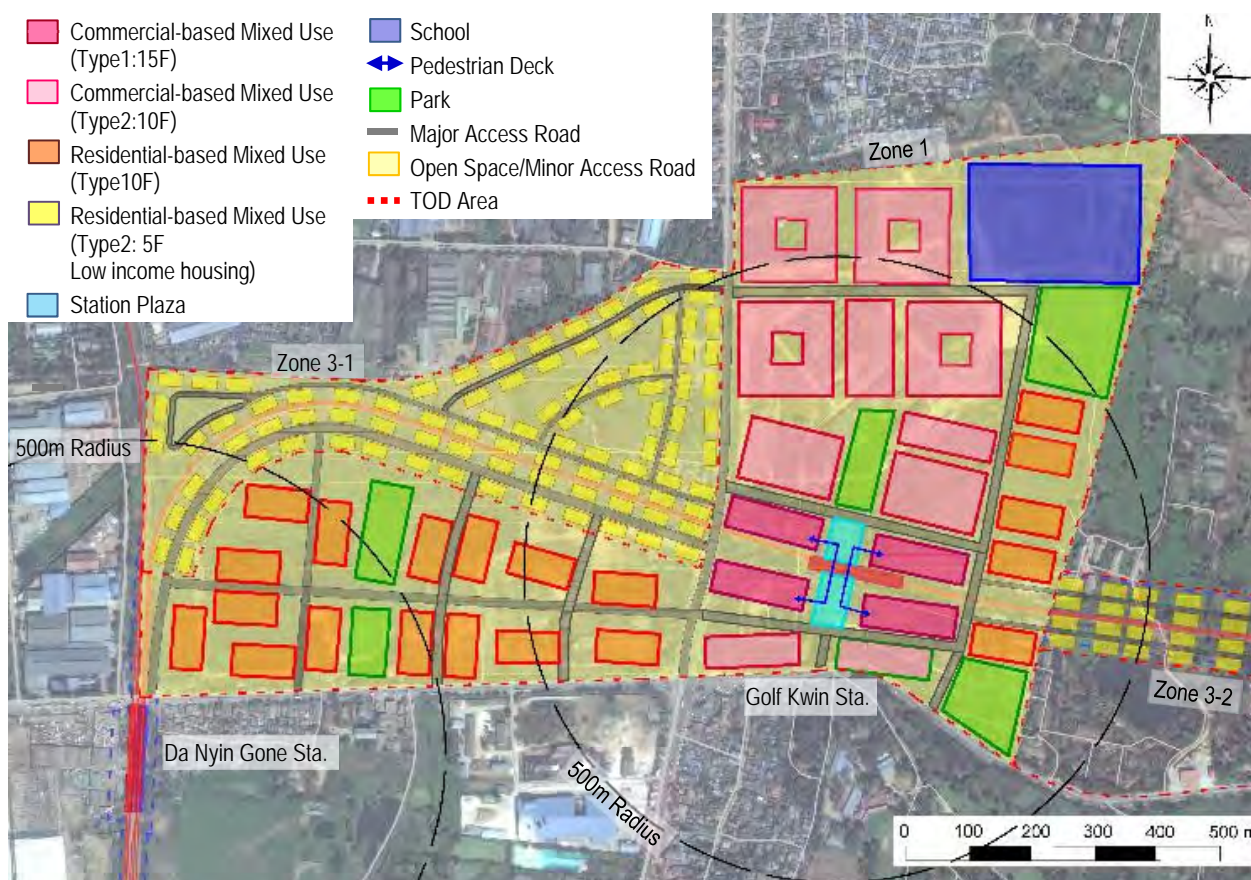 Commercial-based Mixed Use
(Type1:15F)
Commercial-based Mixed Use
(Type2:10F)
Residential-based Mixed Use
(Type10F)
Residential-based Mixed Use
(Type2: 5F
Low income housing)
Station Plaza
School
Pedestrian Deck
Park
Major Access Road
Open Space/Minor Access Road
TOD Area
Zone 1
Zone 3-1
500m Radius
Zone 3-2
Golf Kwin Sta.
Da Nyin Gone Sta.
500m Radius
0 100 200 300 400 500 m